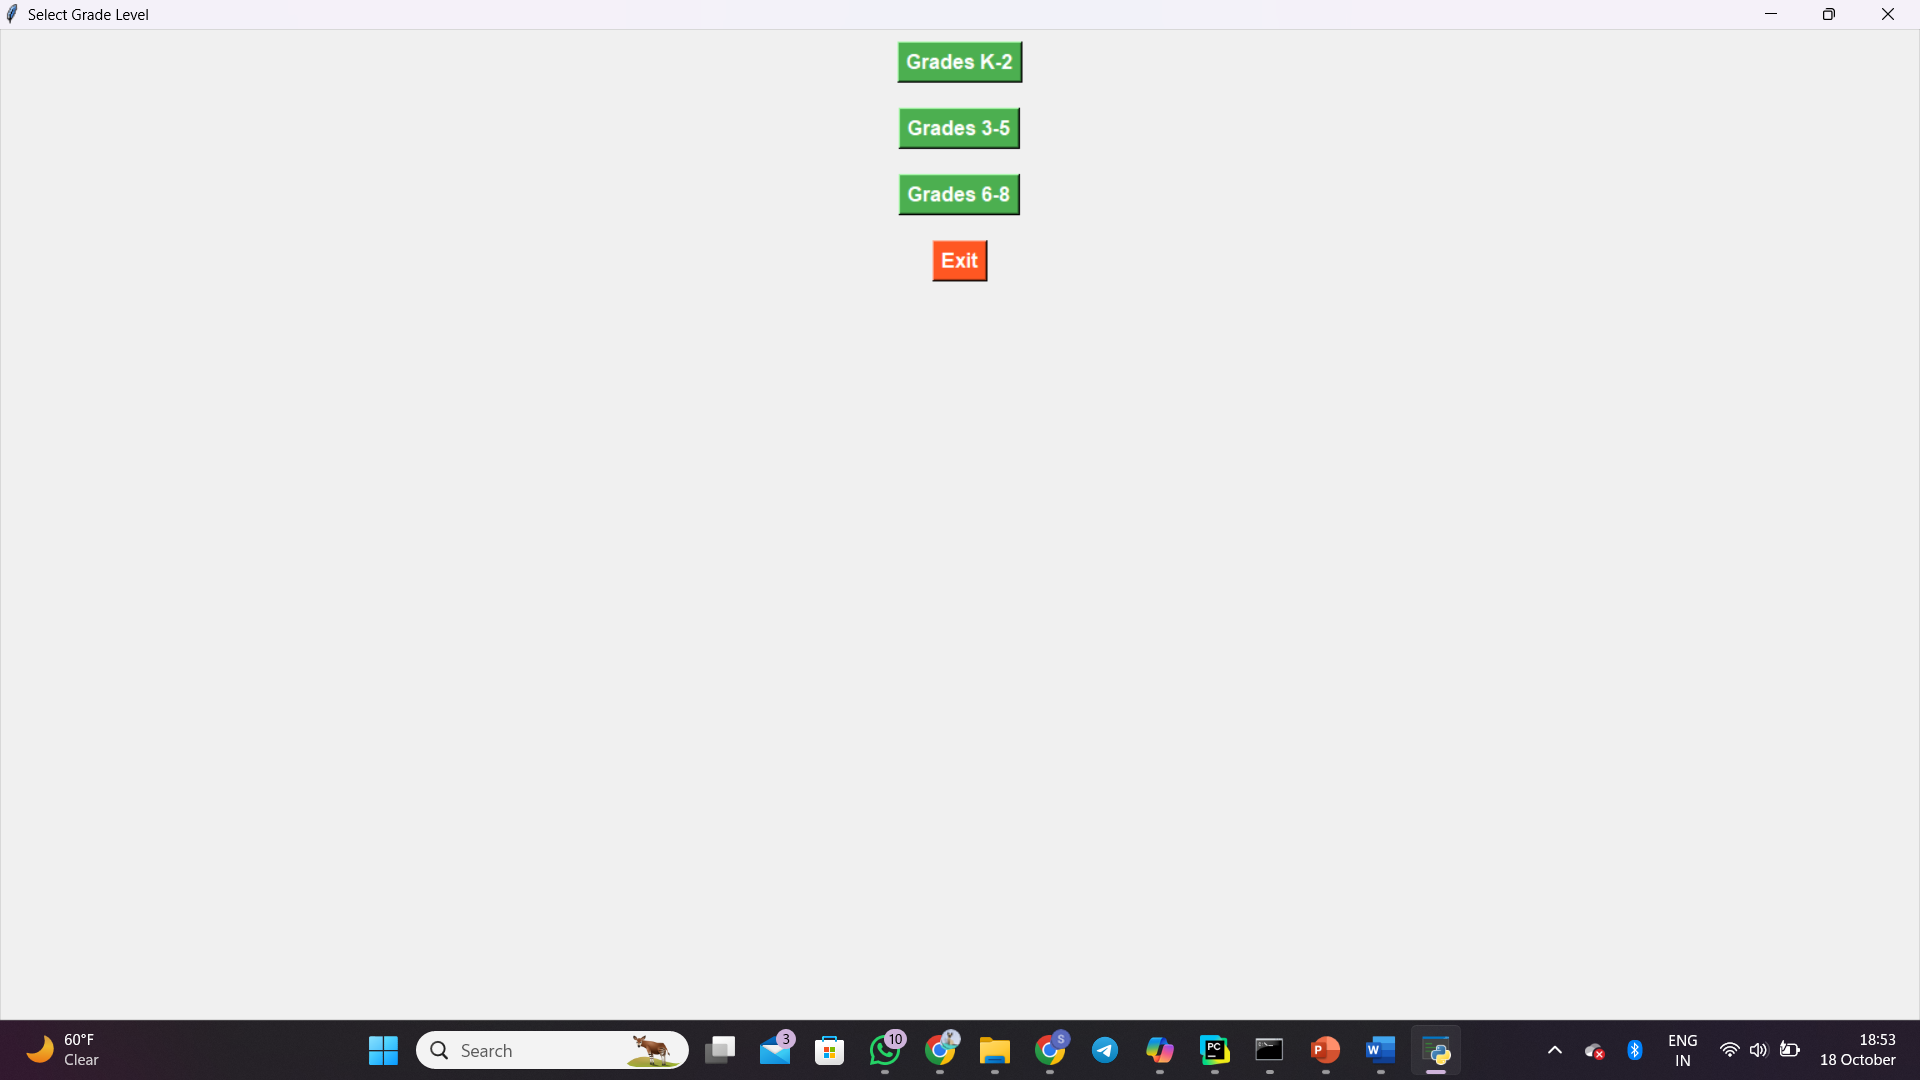 Select Grade Level
Grades K-2
Grades 3-5
Grades 6-8
Exit
60°F
Clear
Search
3
10
S
PC
P
W
ENG
IN
18:53
18 October